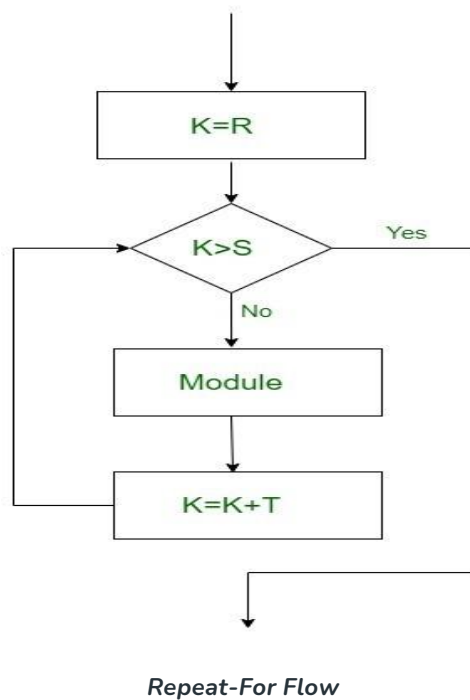 K=R
K>S
Yes
No
Module
K=K+T
Repeat-For Flow